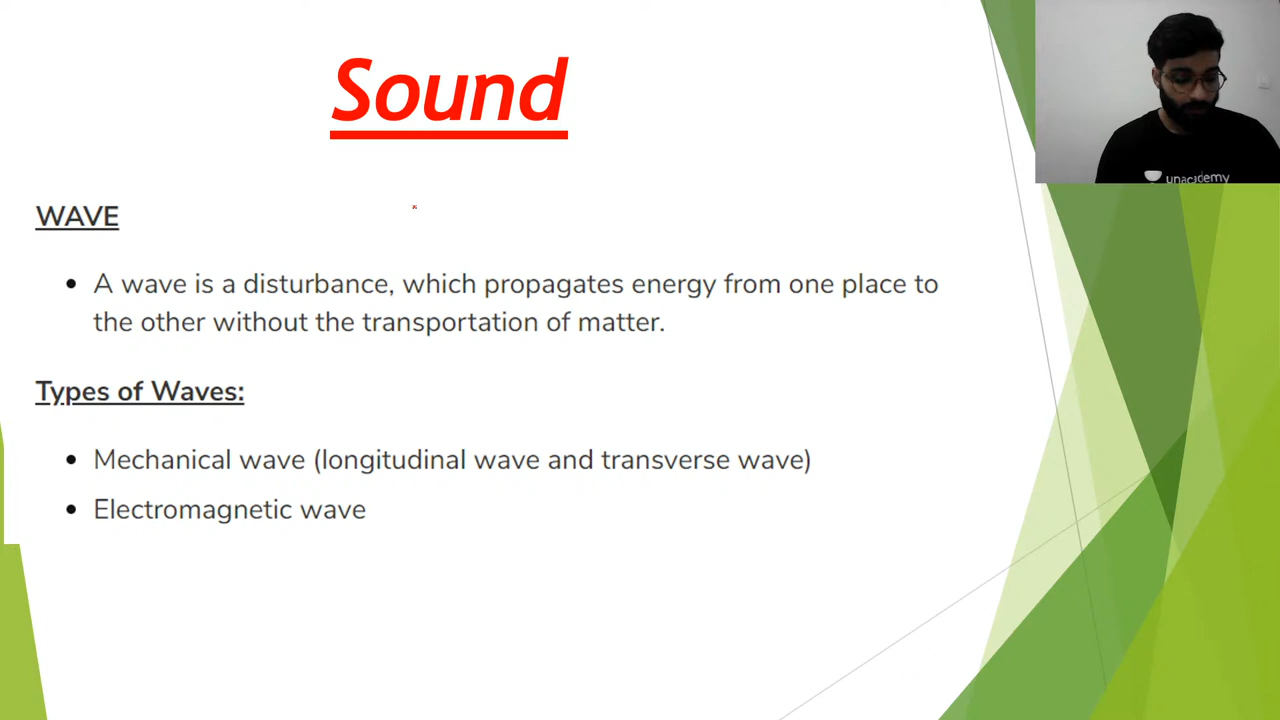 Sound
unacademy
WAVE
• A wave is a disturbance, which propagates energy from one place to
the other without the transportation of matter.
Types of Waves:
• Mechanical wave (longitudinal wave and transverse wave)
• Electromagnetic wave